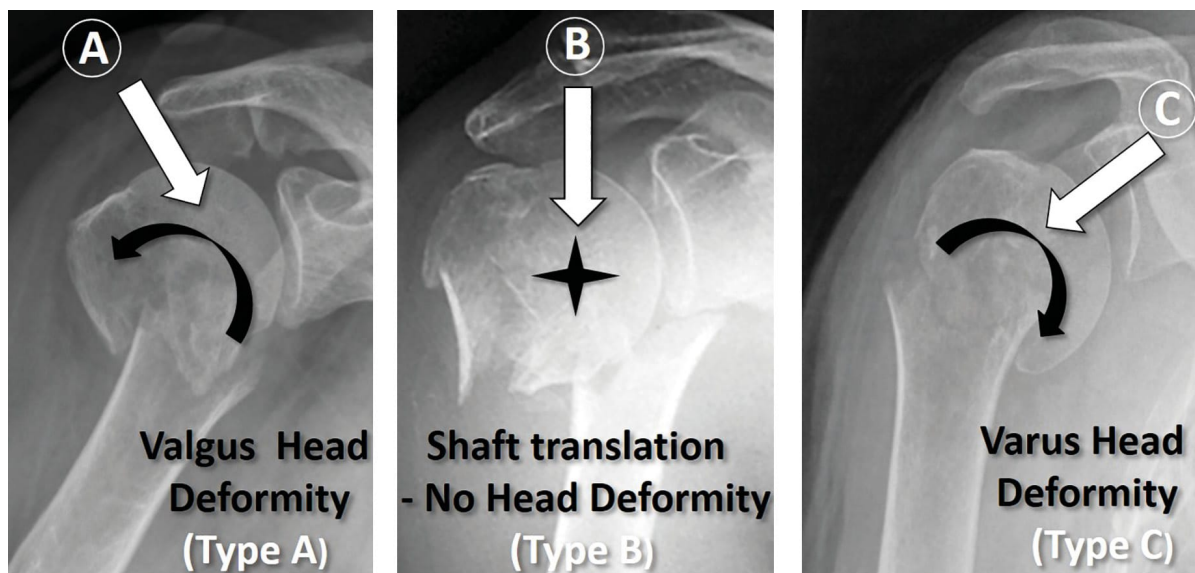 A
B
C
Valgus Head
Deformity
(Type A)
Shaft translation
- No Head Deformity
(Type B)
Varus Head
Deformity
(Type C)